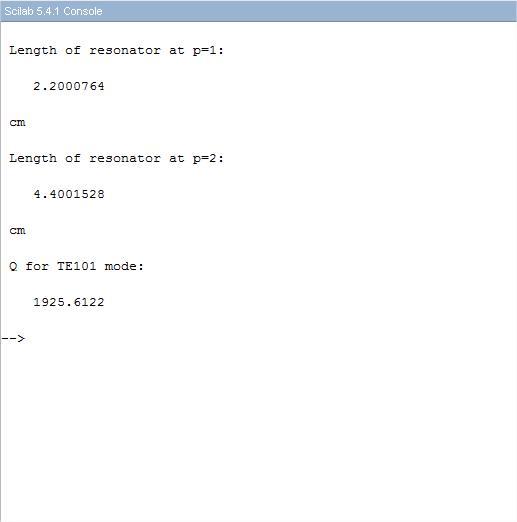 Scilab 5.4.1 Console
Length of resonator at p=1:
2.2000764
cm
Length of resonator at p=2:
4.4001528
cm
Q for TE101 mode:
1925.6122
-->